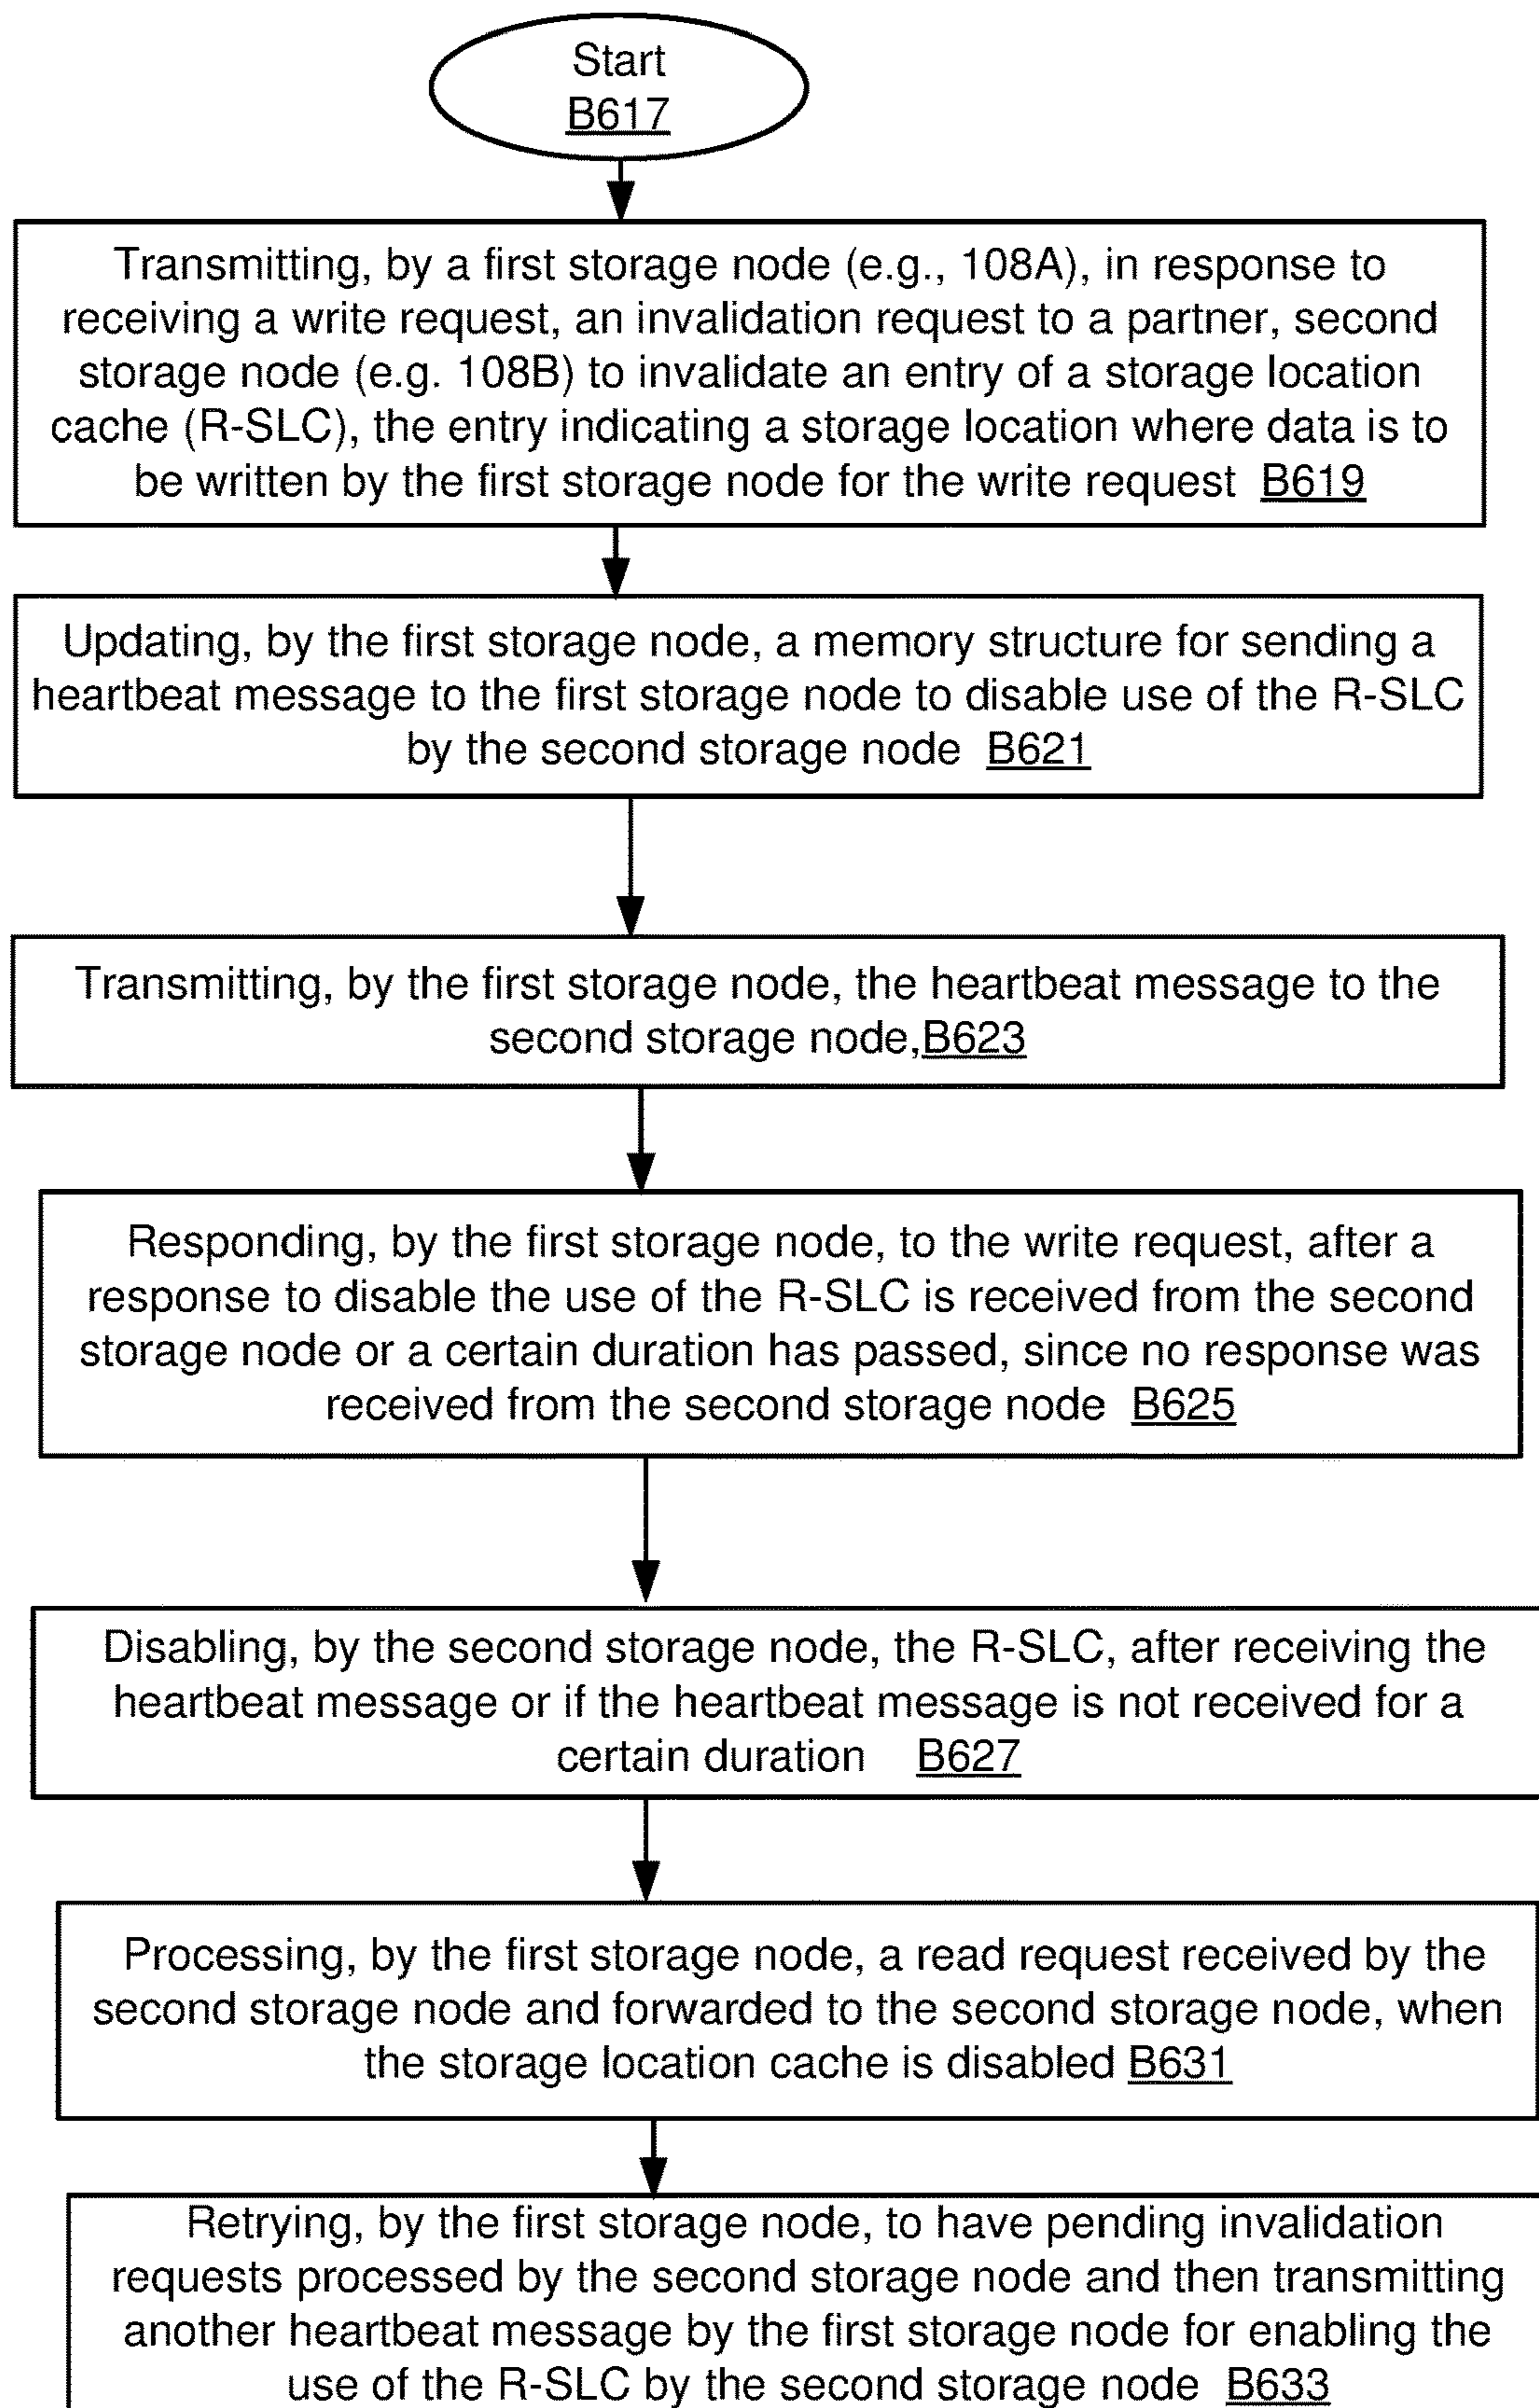 Start
B617
Transmitting, by a first storage node (e.g., 108A), in response to
receiving a write request, an invalidation request to a partner, second
storage node (e.g. 108B) to invalidate an entry of a storage location
cache (R-SLC), the entry indicating a storage location where data is to
be written by the first storage node for the write request B619
Updating, by the first storage node, a memory structure for sending a
heartbeat message to the first storage node to disable use of the R-SLC
by the second storage node B621
Transmitting, by the first storage node, the heartbeat message to the
second storage node,B623
Responding, by the first storage node, to the write request, after a
response to disable the use of the R-SLC is received from the second
storage node or a certain duration has passed, since no response was
received from the second storage node B625
Disabling, by the second storage node, the R-SLC, after receiving the
heartbeat message or if the heartbeat message is not received for a
certain duration B627
Processing, by the first storage node, a read request received by the
second storage node and forwarded to the second storage node, when
the storage location cache is disabled B631
Retrying, by the first storage node, to have pending invalidation
requests processed by the second storage node and then transmitting
another heartbeat message by the first storage node for enabling the
use of the R-SLC by the second storage node B633